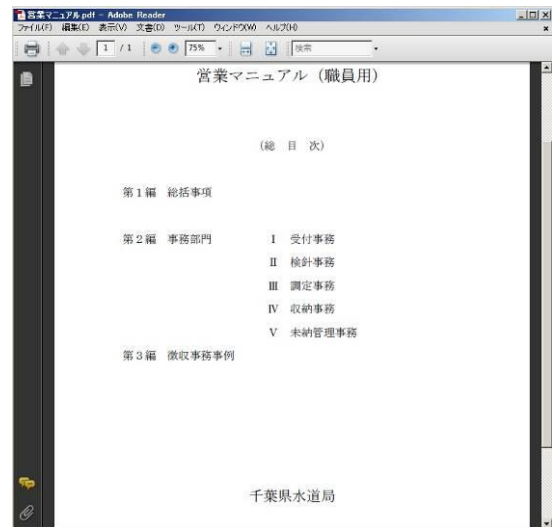 営業マニュアル.pdf - Adobe Reader
ファイル(F) 編集(E) 表示(V) 文書(D) ツール(T) ウィンドウ(W) ヘルプ(H)
1 / 1 75% 検索
営業マニュアル（職員用）
（総 目 次）
第１編 総括事項
第２編 事務部門 Ⅰ 受付事務
Ⅱ 検針事務
Ⅲ 調定事務
Ⅳ 収納事務
Ⅴ 未納管理事務
第３編 徴収事務事例
千葉県水道局